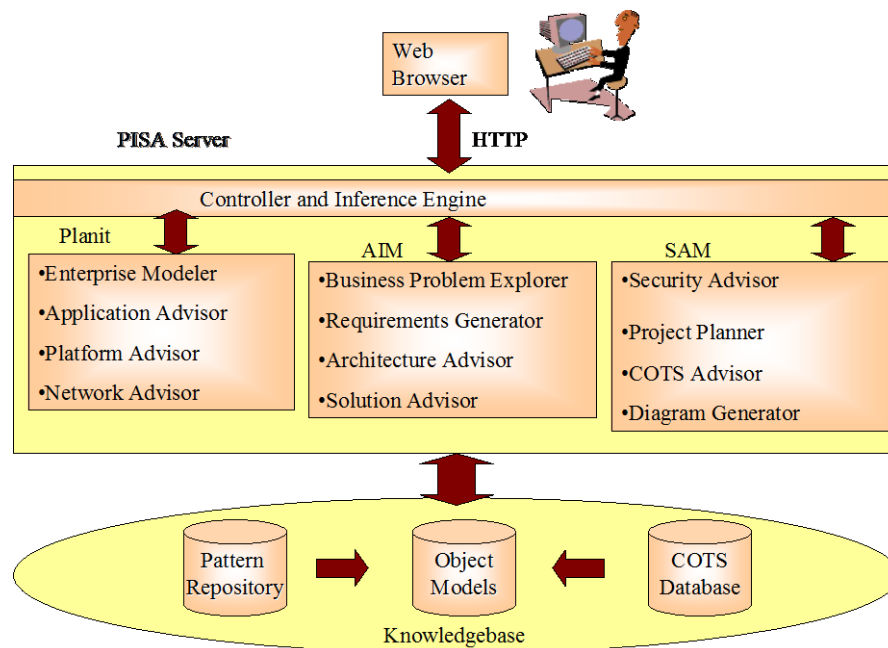 Web
Browser
PISA Server
HTTP
Controller and Inference Engine
Planit
•Enterprise Modeler
•Application Advisor
•Platform Advisor
•Network Advisor
AIM
•Business Problem Explorer
•Requirements Generator
•Architecture Advisor
•Solution Advisor
SAM
•Security Advisor
•Project Planner
•COTS Advisor
•Diagram Generator
Pattern
Repository
Object
Models
COTS
Database
Knowledgebase